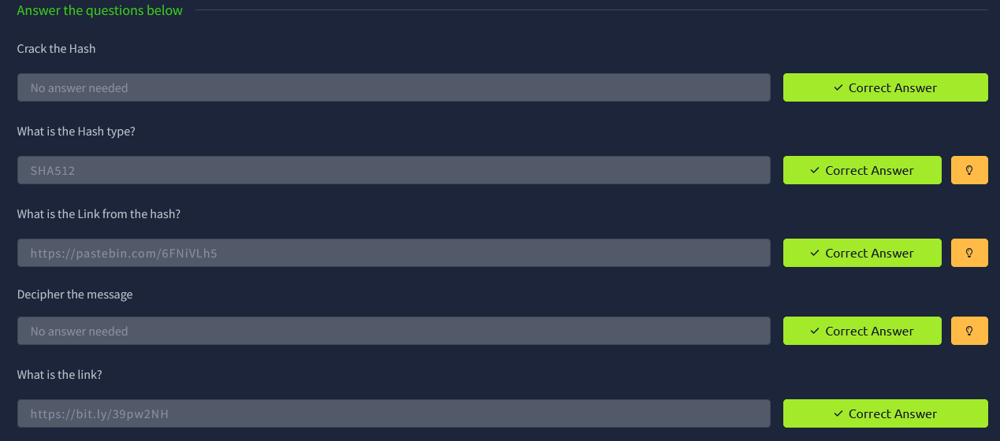 Answer the questions below
Crack the Hash
No answer needed
Correct Answer
What is the Hash type?
SHA512
Correct Answer
What is the Link from the hash?
https://pastebin.com/6FNiVLh5
Correct Answer
Decipher the message
No answer needed
Correct Answer
What is the link?
https://bit.ly/39pw2NH
Correct Answer